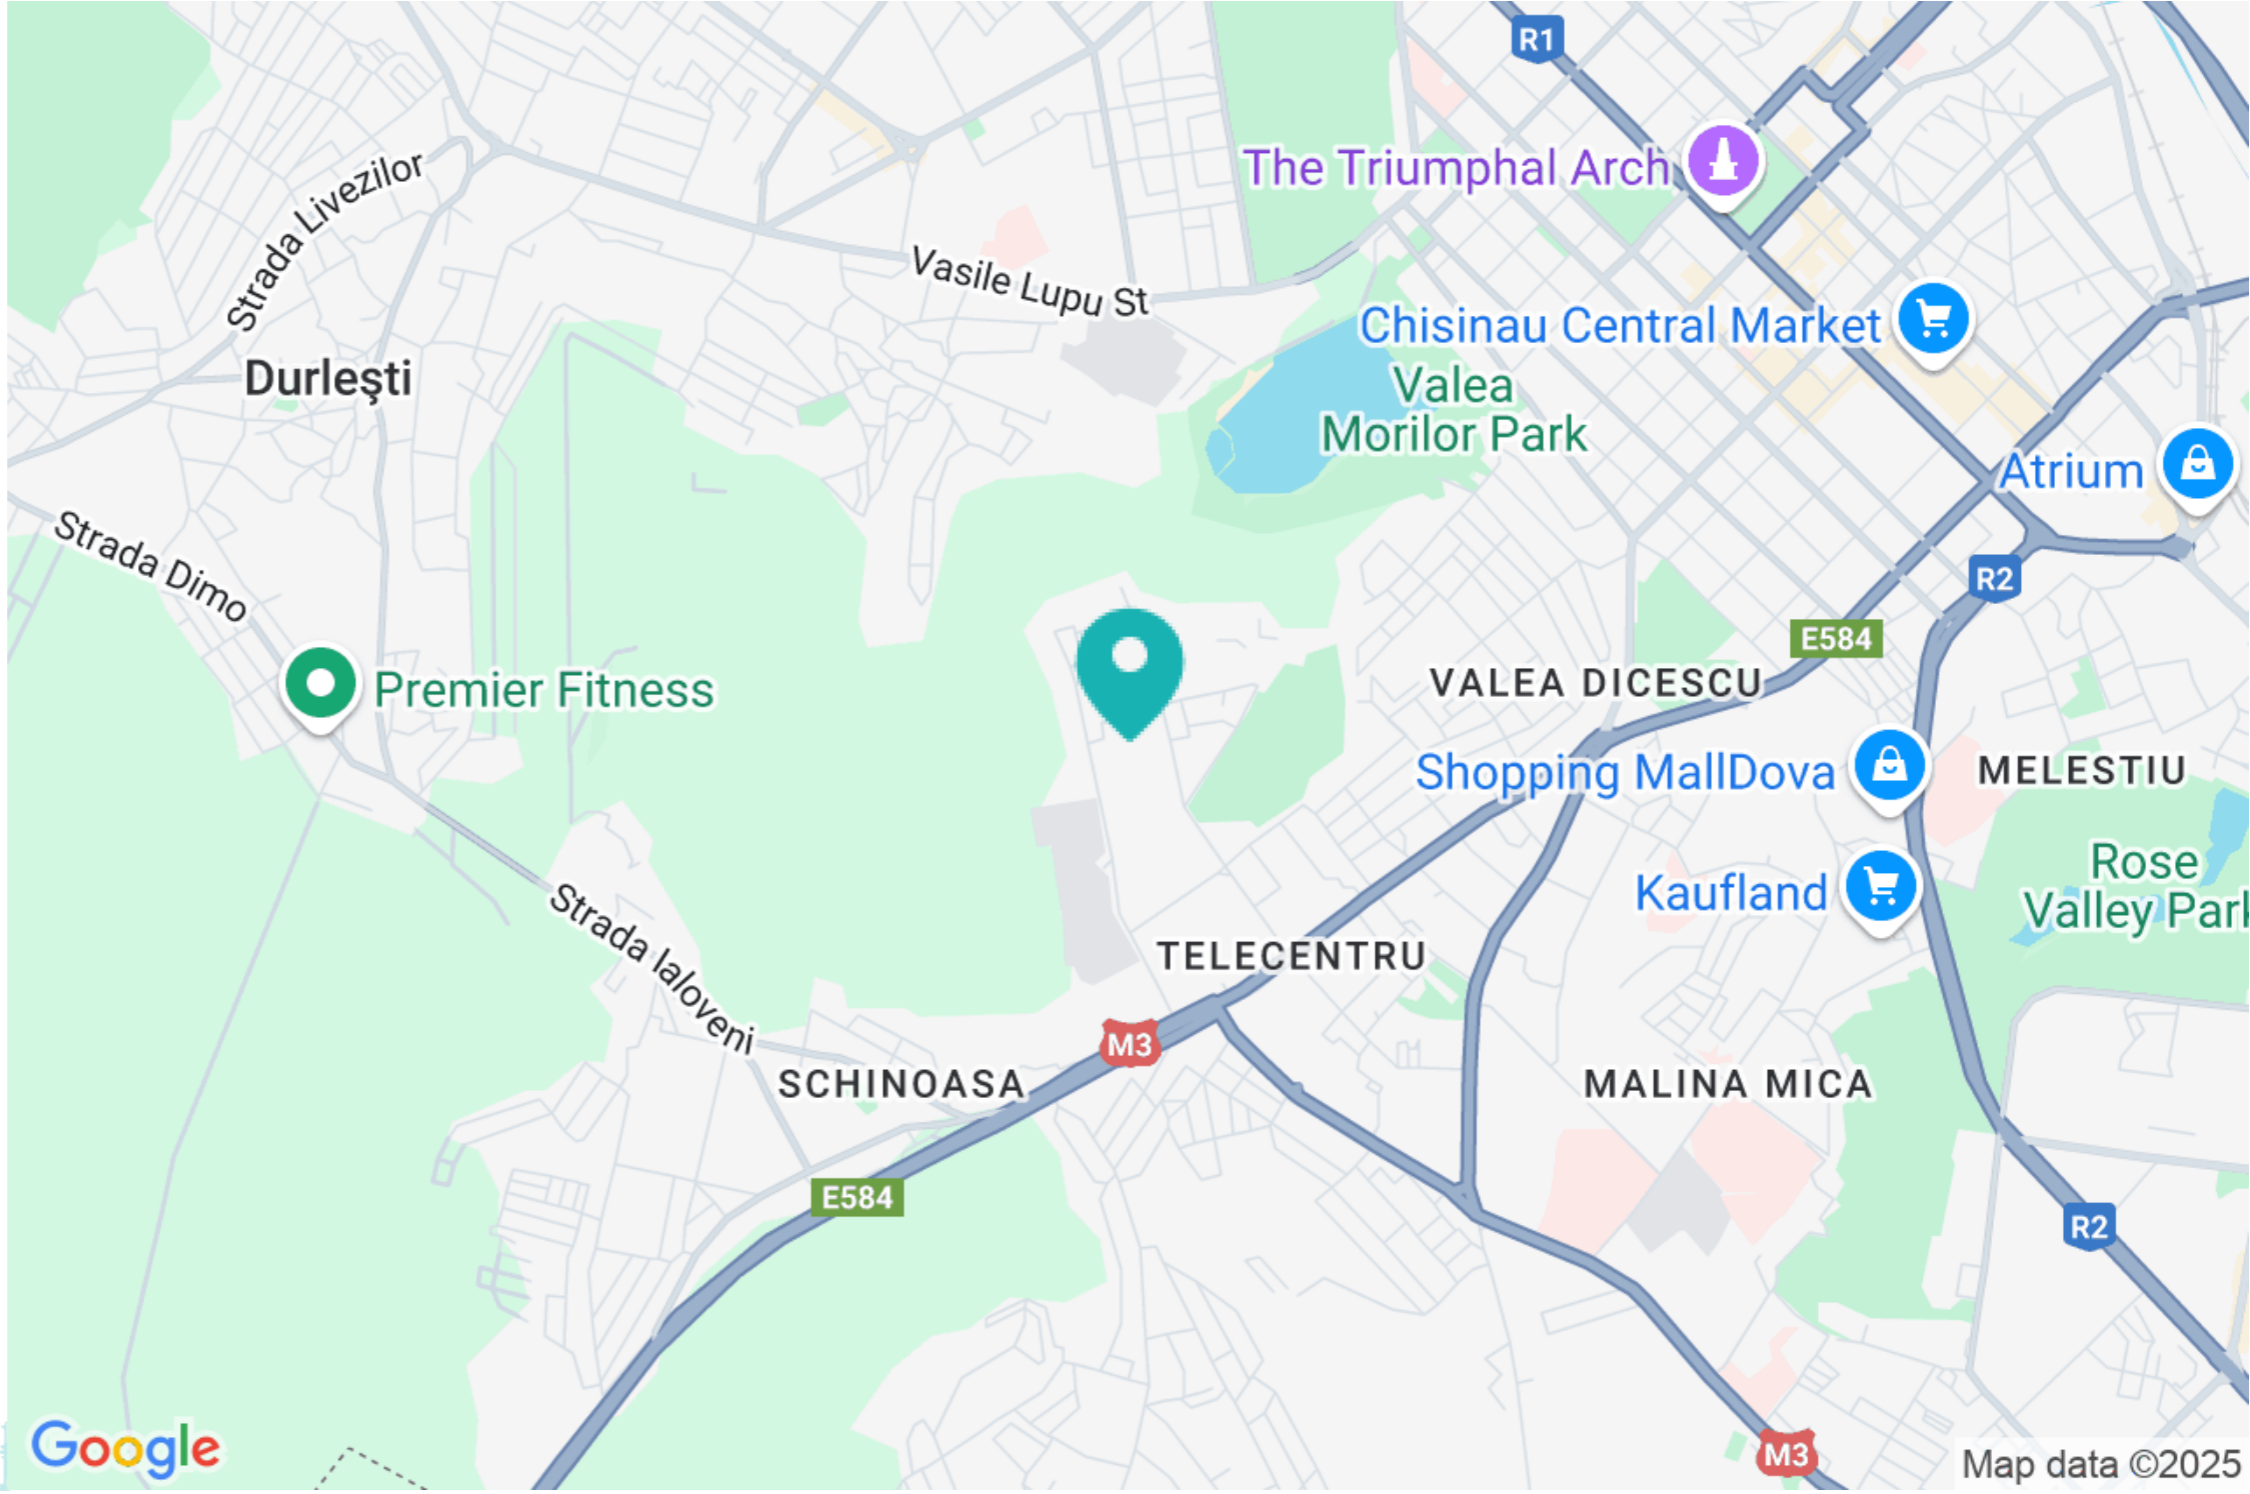 R1
The Triumphal Arch
Strada Livezilor
Vasile Lupu St
Chisinau Central Market
Durleşti
Valea
Morilor Park
Atrium
Strada Dimo
R2
E584
Premier Fitness
VALEA DICESCU
Shopping MallDova
MELESTIU
Rose
Valley Park
Kaufland
Strada Ialoveni
TELECENTRU
M3
SCHINOASA
MALINA MICA
E584
R2
Google
M3
Map data ©2025